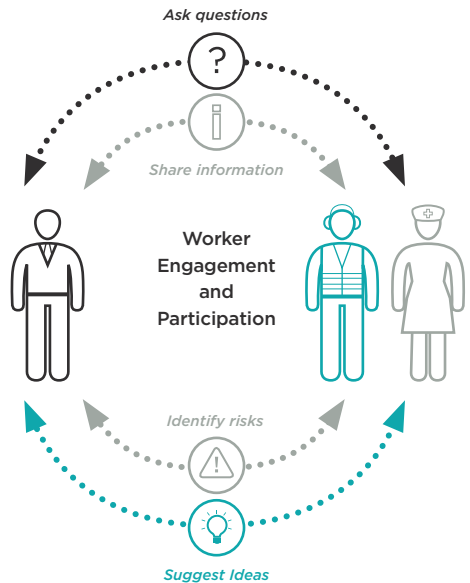 Ask questions
?
i
Share information
Worker
Engagement
and
Participation
Identify risks
!
Suggest Ideas